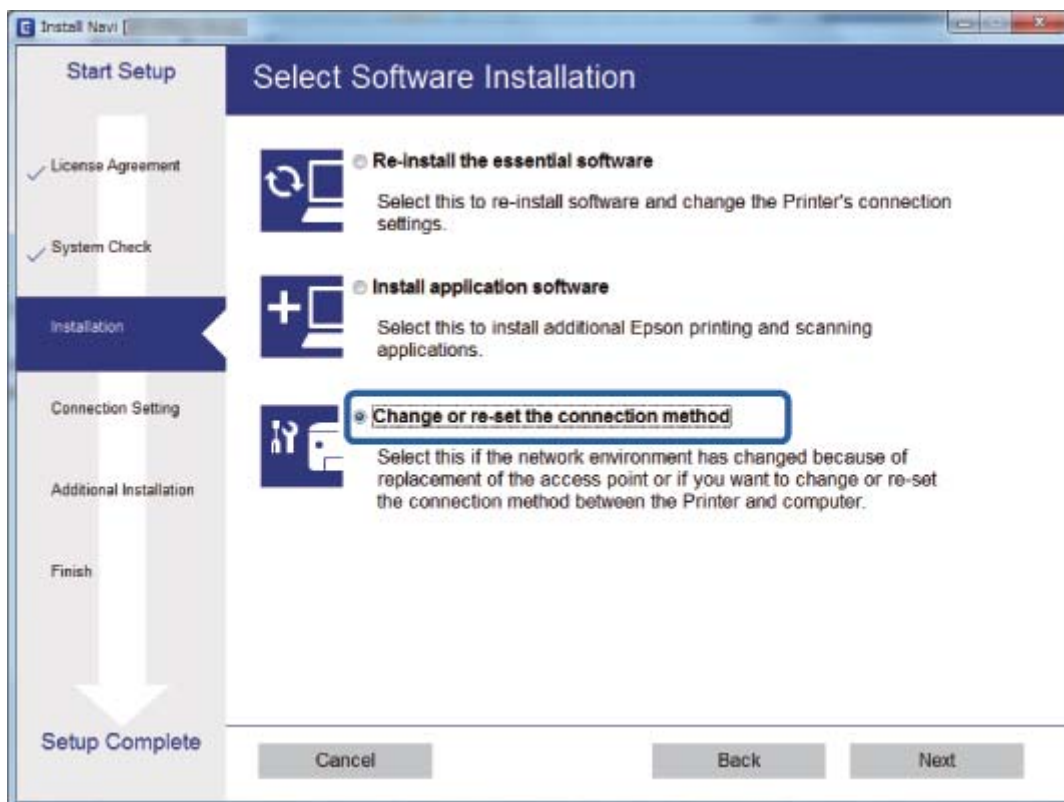 Install Navi [
Start Setup
License Agreement
System Check
Installation
Connection Setting
Additional Installation
Finish
Setup Complete
Select Software Installation
Re-install the essential software
Select this to re-install software and change the Printer's connection
settings.
Install application software
Select this to install additional Epson printing and scanning
applications.
Change or re-set the connection method
Select this if the network environment has changed because of
replacement of the access point or if you want to change or re-set
the connection method between the Printer and computer.
Cancel
Back
Next